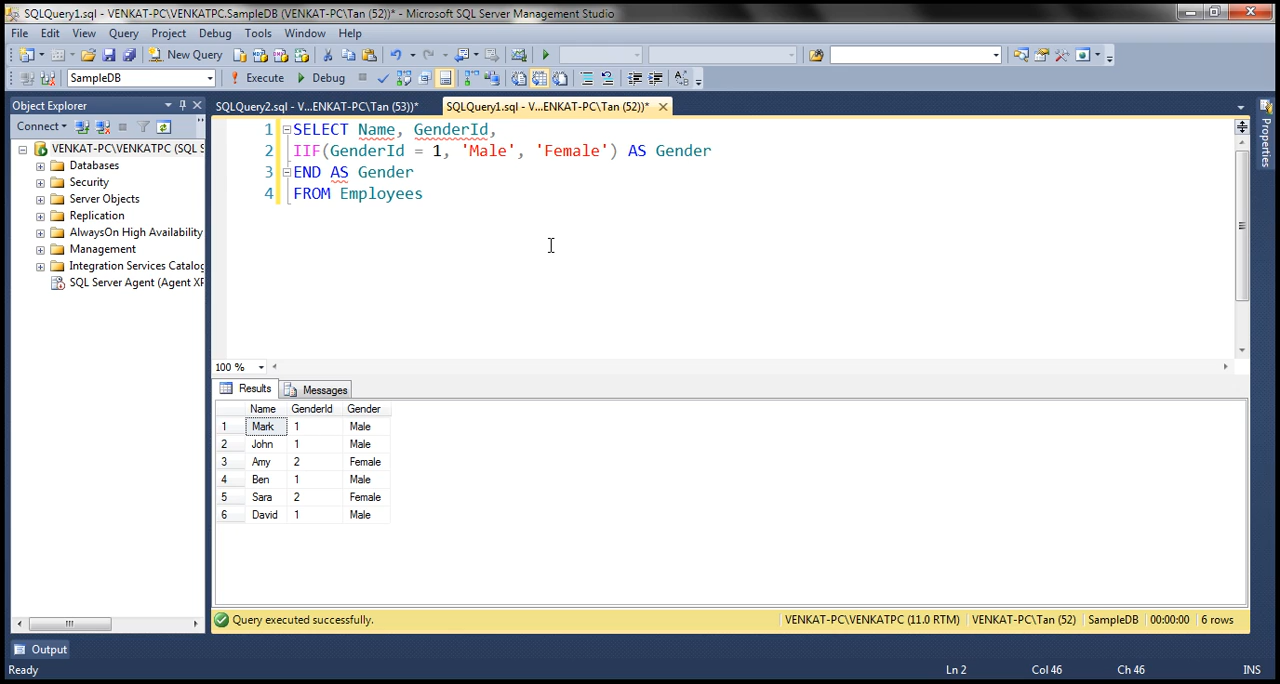 SQLQuery1.sql - VENKAT-PC\VENKATPC.SampleDB (VENKATPC\Tan (52))* - Microsoft SQL Server Management Studio
File Edit View Query Project Debug Tools Window Help
New Query
SampleDB Execute Debug
Object Explorer
SQLQuery2.sql - V...ENKAT-PC\Tan (53))* SQLQuery1.sql - V...ENKAT-PC\Tan (52))*
Connect
VENKAT-PC\VENKATPC (SQL S
Databases
Security
Server Objects
Replication
AlwaysOn High Availability
Management
Integration Services Catalog
SQL Server Agent (Agent XP
1 SELECT Name, GenderId,
2 IIF(GenderId = 1, 'Male', 'Female') AS Gender
3 END AS Gender
4 FROM Employees
Properties
100 %
Results Messages
Name GenderId Gender
1 Mark 1 Male
2 John 1 Male
3 Amy 2 Female
4 Ben 1 Male
5 Sara 2 Female
6 David 1 Male
Query executed successfully. VENKAT-PC\VENKATPC (11.0 RTM) VENKAT-PC\Tan (52) SampleDB 00:00:00 6 rows
Output
Ready Ln 2 Col 46 Ch 46 INS